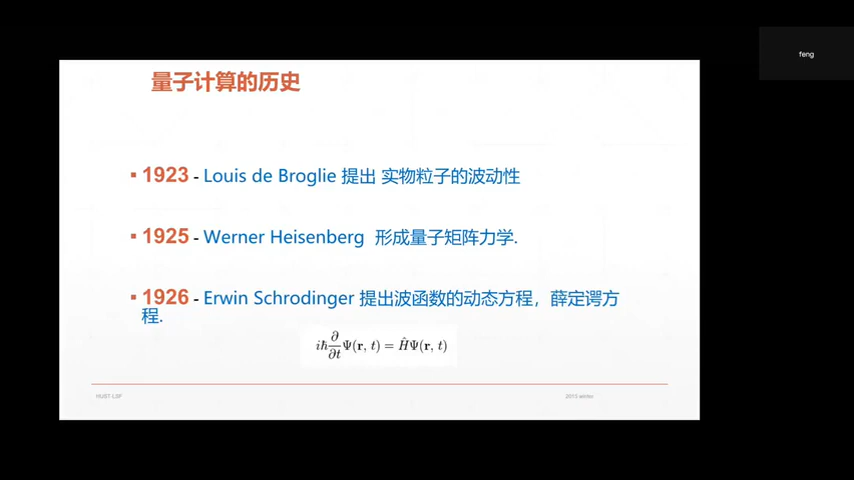 feng
量子计算的历史
▪ 1923 - Louis de Broglie 提出 实物粒子的波动性
▪ 1925 - Werner Heisenberg 形成量子矩阵力学.
▪ 1926 - Erwin Schrodinger 提出波函数的动态方程，薛定谔方
程.
iℏ ∂/∂t Ψ(r, t) = ĤΨ(r, t)
HUST-LBF